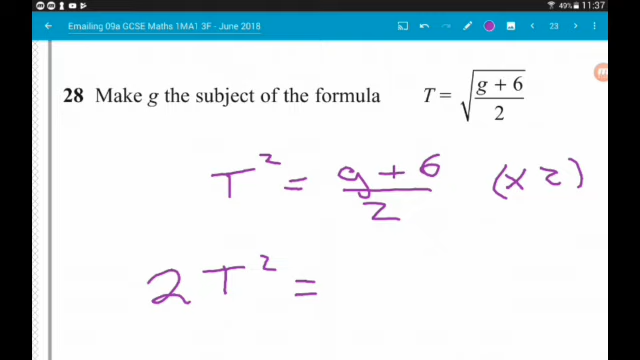 49% 11:37
Emailing 09a GCSE Maths 1MA1 3F - June 2018
23
28 Make g the subject of the formula T = √((g + 6)/2)
T² = (g + 6)/2 (× 2)
2T² =